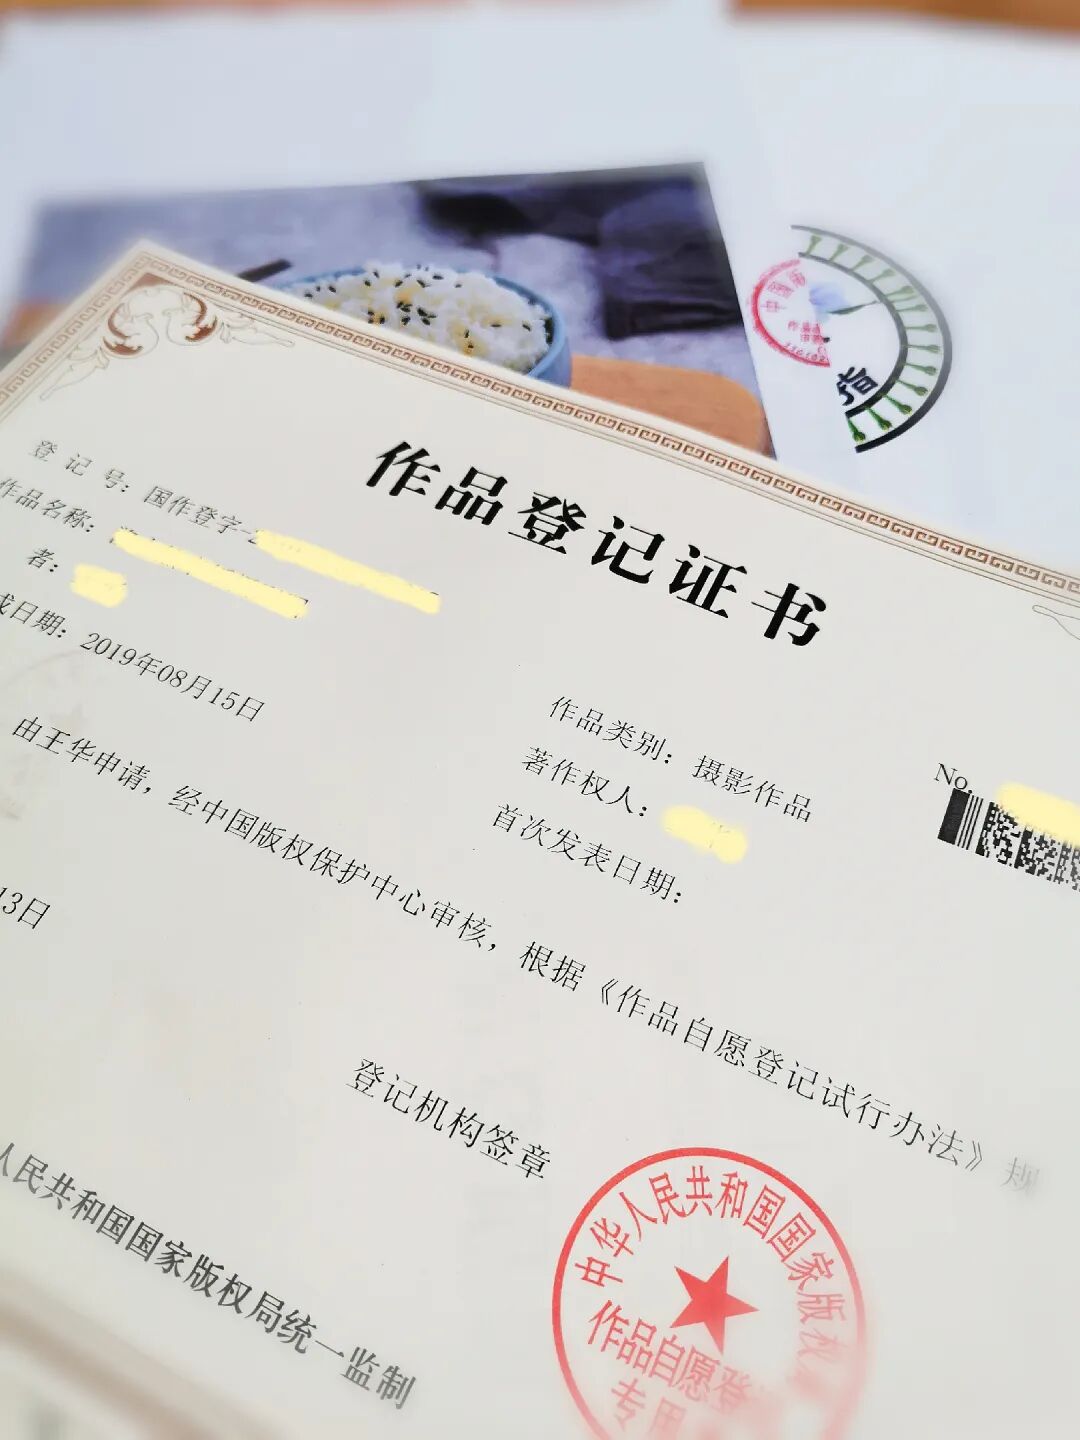 指
作品登记证书
登 记 号：国作登字-
作品名称：
者：
成日期：2019年08月15日
作品类别：摄影作品
著作权人：
首次发表日期：
No.
由王华申请，经中国版权保护中心审核，根据《作品自愿登记试行办法》规
13日
登记机构签章
人民共和国国家版权局统一监制
中华人民共和国国家版权
作品自愿登
专用